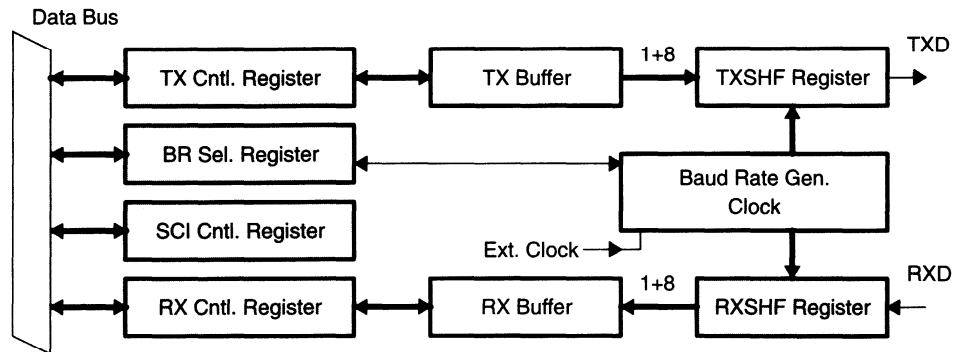 Data Bus
TX Cntl. Register
TX Buffer
1+8
TXSHF Register
TXD
BR Sel. Register
Baud Rate Gen.
Clock
SCI Cntl. Register
Ext. Clock
RX Cntl. Register
RX Buffer
1+8
RXSHF Register
RXD